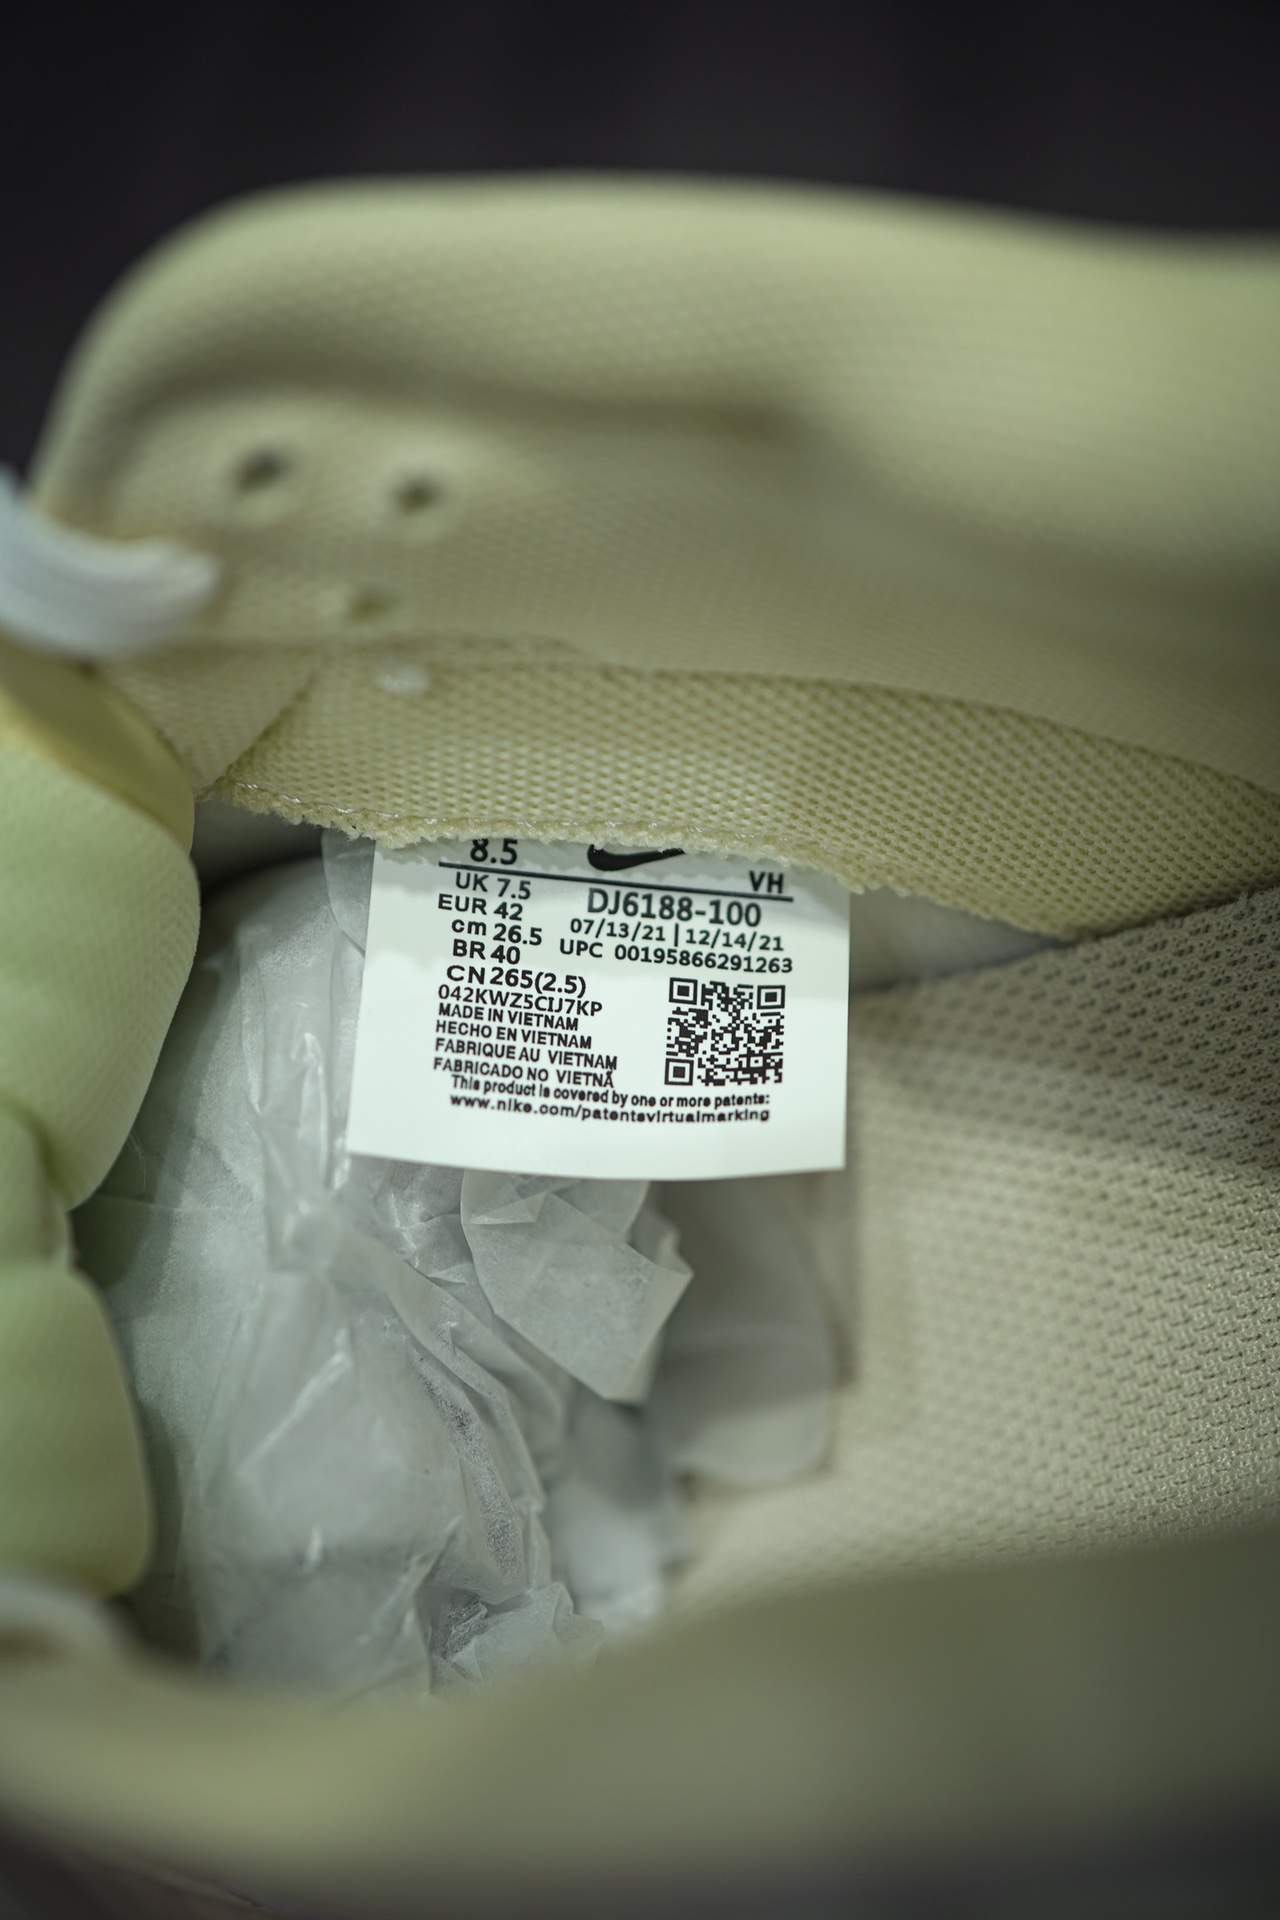 8.5
VH
UK 7.5
EUR 42
cm 26.5
BR 40
CN 265(2.5)
DJ6188-100
07/13/21 | 12/14/21
UPC 00195866291263
042KWZ5CIJ7KP
MADE IN VIETNAM
HECHO EN VIETNAM
FABRIQUE AU VIETNAM
FABRICADO NO VIETNÃ
This product is covered by one or more patents:
www.nike.com/patentsvirtualmarking